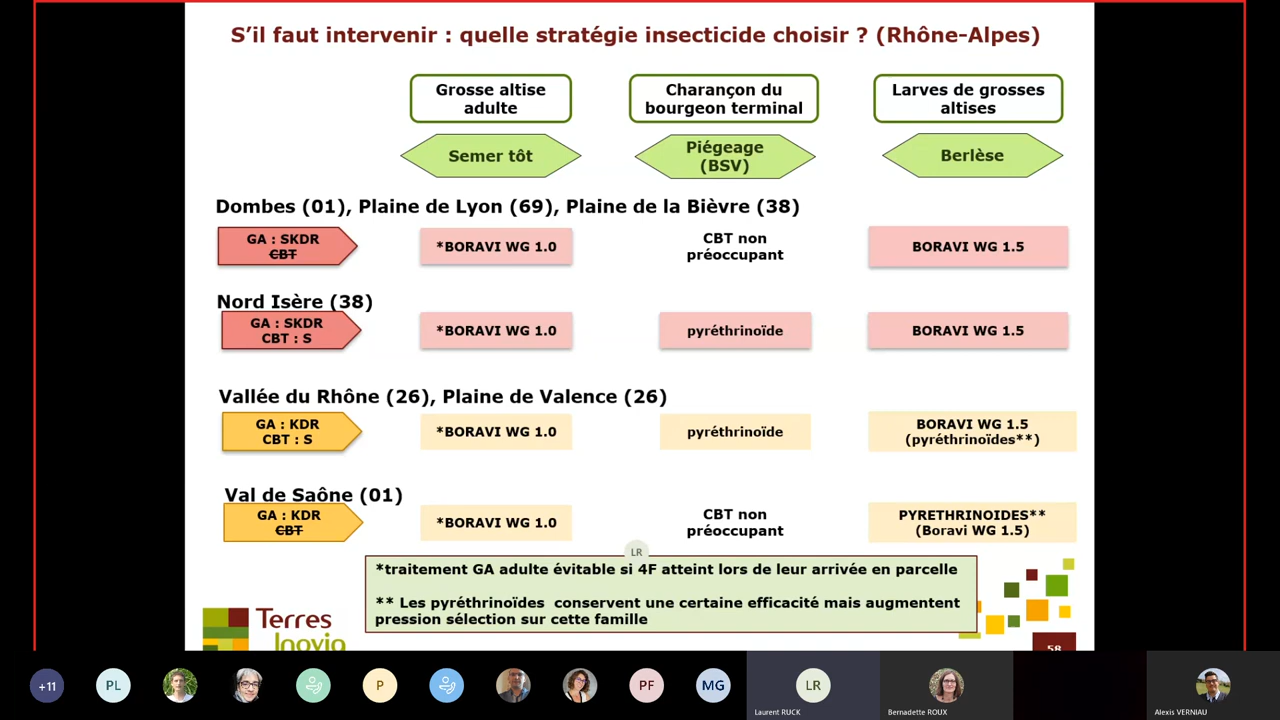 S’il faut intervenir : quelle stratégie insecticide choisir ? (Rhône-Alpes)
Grosse altise
adulte
Charançon du
bourgeon terminal
Larves de grosses
altises
Semer tôt
Piégeage
(BSV)
Berlèse
Dombes (01), Plaine de Lyon (69), Plaine de la Bièvre (38)
GA : SKDR
CBT
*BORAVI WG 1.0
CBT non
préoccupant
BORAVI WG 1.5
Nord Isère (38)
GA : SKDR
CBT : S
*BORAVI WG 1.0
pyréthrinoïde
BORAVI WG 1.5
Vallée du Rhône (26), Plaine de Valence (26)
GA : KDR
CBT : S
*BORAVI WG 1.0
pyréthrinoïde
BORAVI WG 1.5
(pyréthrinoïdes**)
Val de Saône (01)
GA : KDR
CBT
*BORAVI WG 1.0
CBT non
préoccupant
PYRETHRINOIDES**
(Boravi WG 1.5)
LR
*traitement GA adulte évitable si 4F atteint lors de leur arrivée en parcelle
** Les pyréthrinoïdes conservent une certaine efficacité mais augmentent
pression sélection sur cette famille
Terres
Inovia
58
+11
PL
P
PF
MG
LR
Laurent RUCK
Bernadette ROUX
Alexis VERNIAU